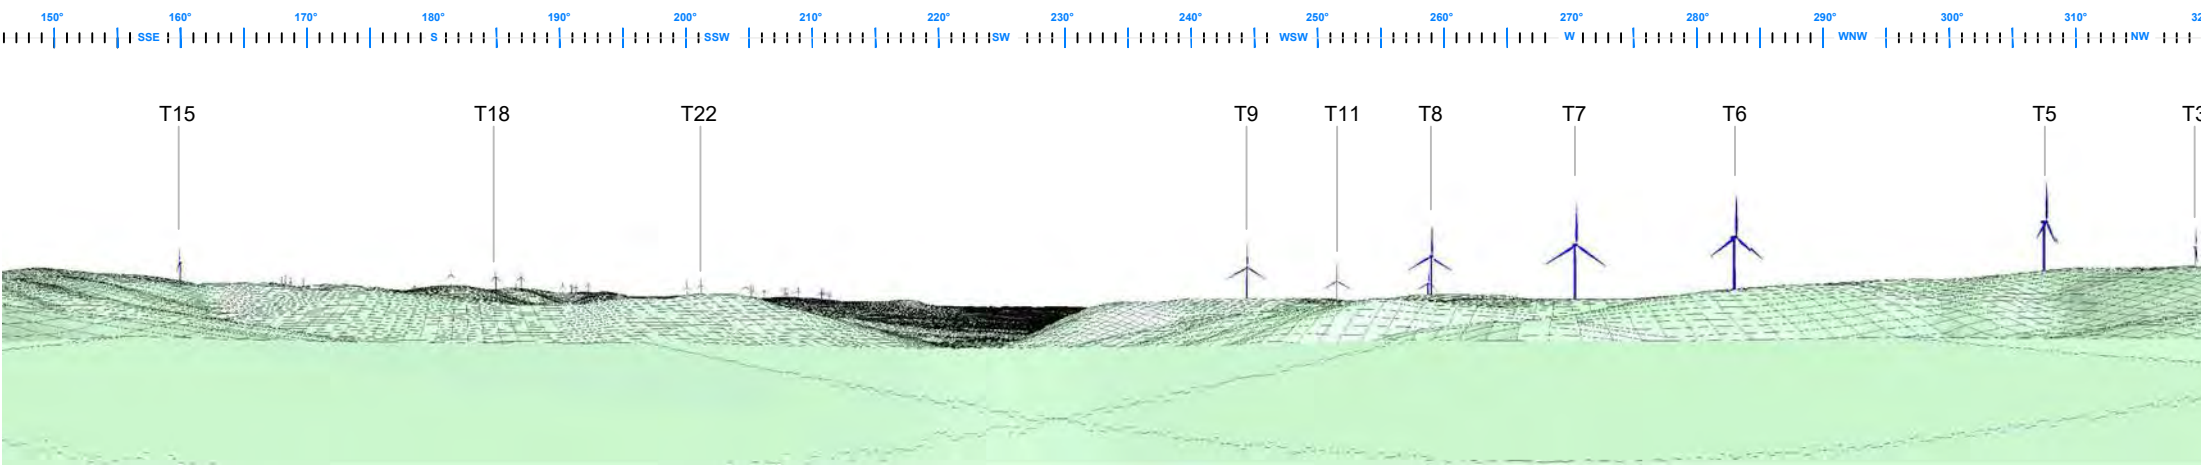 150° 160° 170° 180° 190° 200° 210° 220° 230° 240° 250° 260° 270° 280° 290° 300° 310°
SSE S SSW SW WSW W WNW NW
T15 T18 T22 T9 T11 T8 T7 T6 T5